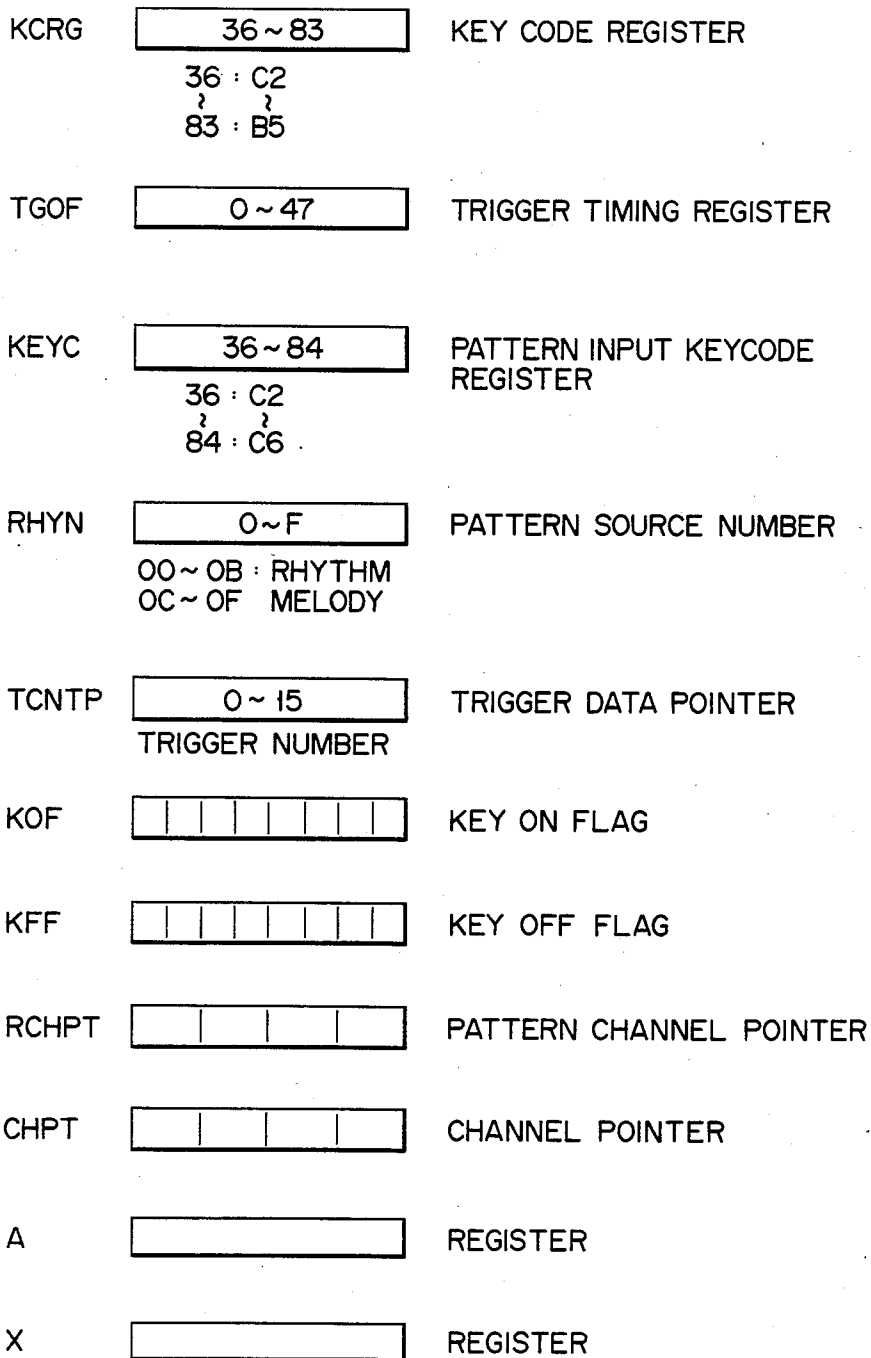 KCRG 36~83 KEY CODE REGISTER
36 : C2
~ ~
83 : B5
TGOF 0~47 TRIGGER TIMING REGISTER
KEYC 36~84 PATTERN INPUT KEYCODE
REGISTER
36 : C2
~ ~
84 : C6
RHYN 0~F PATTERN SOURCE NUMBER
00~0B : RHYTHM
0C~0F MELODY
TCNTP 0~15 TRIGGER DATA POINTER
TRIGGER NUMBER
KOF KEY ON FLAG
KFF KEY OFF FLAG
RCHPT PATTERN CHANNEL POINTER
CHPT CHANNEL POINTER
A REGISTER
X REGISTER